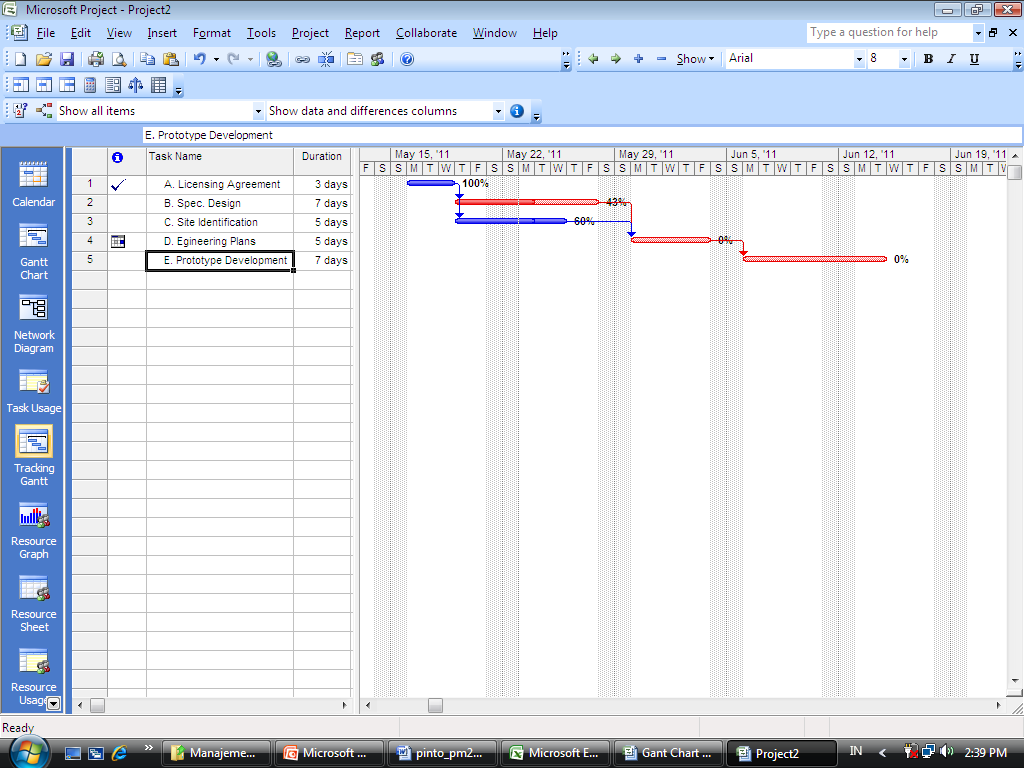 Microsoft Project - Project2
File Edit View Insert Format Tools Project Report Collaborate Window Help
Type a question for help
Show Arial 8 B I U
Show all items Show data and differences columns
E. Prototype Development
Task Name Duration
May 15, '11 May 22, '11 May 29, '11 Jun 5, '11 Jun 12, '11 Jun 19, '11
F S S M T W T F S S M T W T F S S M T W T F S S M T W T F S S M T W T F S S M T W
1 A. Licensing Agreement 3 days 100%
2 B. Spec. Design 7 days 43%
3 C. Site Identification 5 days 60%
4 D. Egineering Plans 5 days 0%
5 E. Prototype Development 7 days 0%
Calendar
Gantt
Chart
Network
Diagram
Task Usage
Tracking
Gantt
Resource
Graph
Resource
Sheet
Resource
Usage
Ready
Manajeme... Microsoft ... pinto_pm2... Microsoft E... Gant Chart ... Project2 IN 2:39 PM